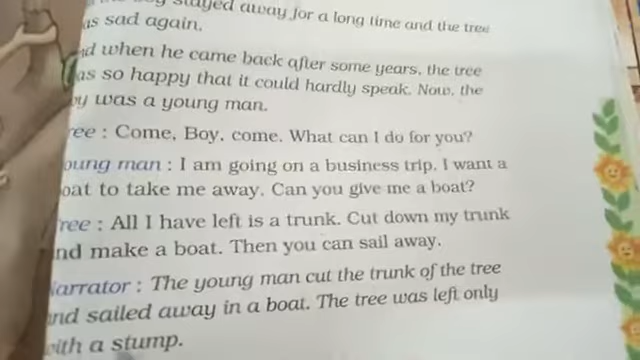 stayed away for a long time and the tree
as sad again.
nd when he came back after some years, the tree
as so happy that it could hardly speak. Now, the
oy was a young man.
ree : Come, Boy, come. What can I do for you?
oung man : I am going on a business trip. I want a
oat to take me away. Can you give me a boat?
ree : All I have left is a trunk. Cut down my trunk
nd make a boat. Then you can sail away.
arrator : The young man cut the trunk of the tree
nd sailed away in a boat. The tree was left only
with a stump.